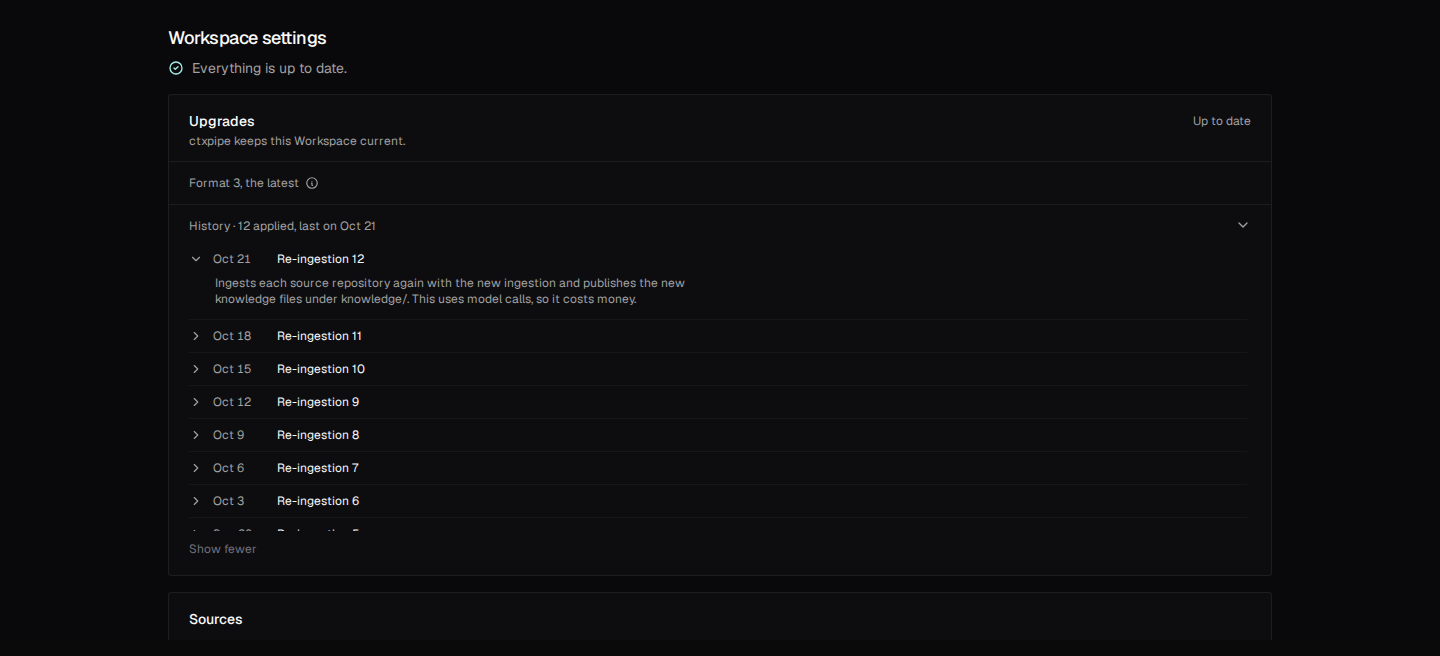 Workspace settings
Everything is up to date.
Upgrades
Up to date
ctxpipe keeps this Workspace current.
Format 3, the latest
History · 12 applied, last on Oct 21
Oct 21 Re-ingestion 12
Ingests each source repository again with the new ingestion and publishes the new
knowledge files under knowledge/. This uses model calls, so it costs money.
Oct 18 Re-ingestion 11
Oct 15 Re-ingestion 10
Oct 12 Re-ingestion 9
Oct 9 Re-ingestion 8
Oct 6 Re-ingestion 7
Oct 3 Re-ingestion 6
Show fewer
Sources